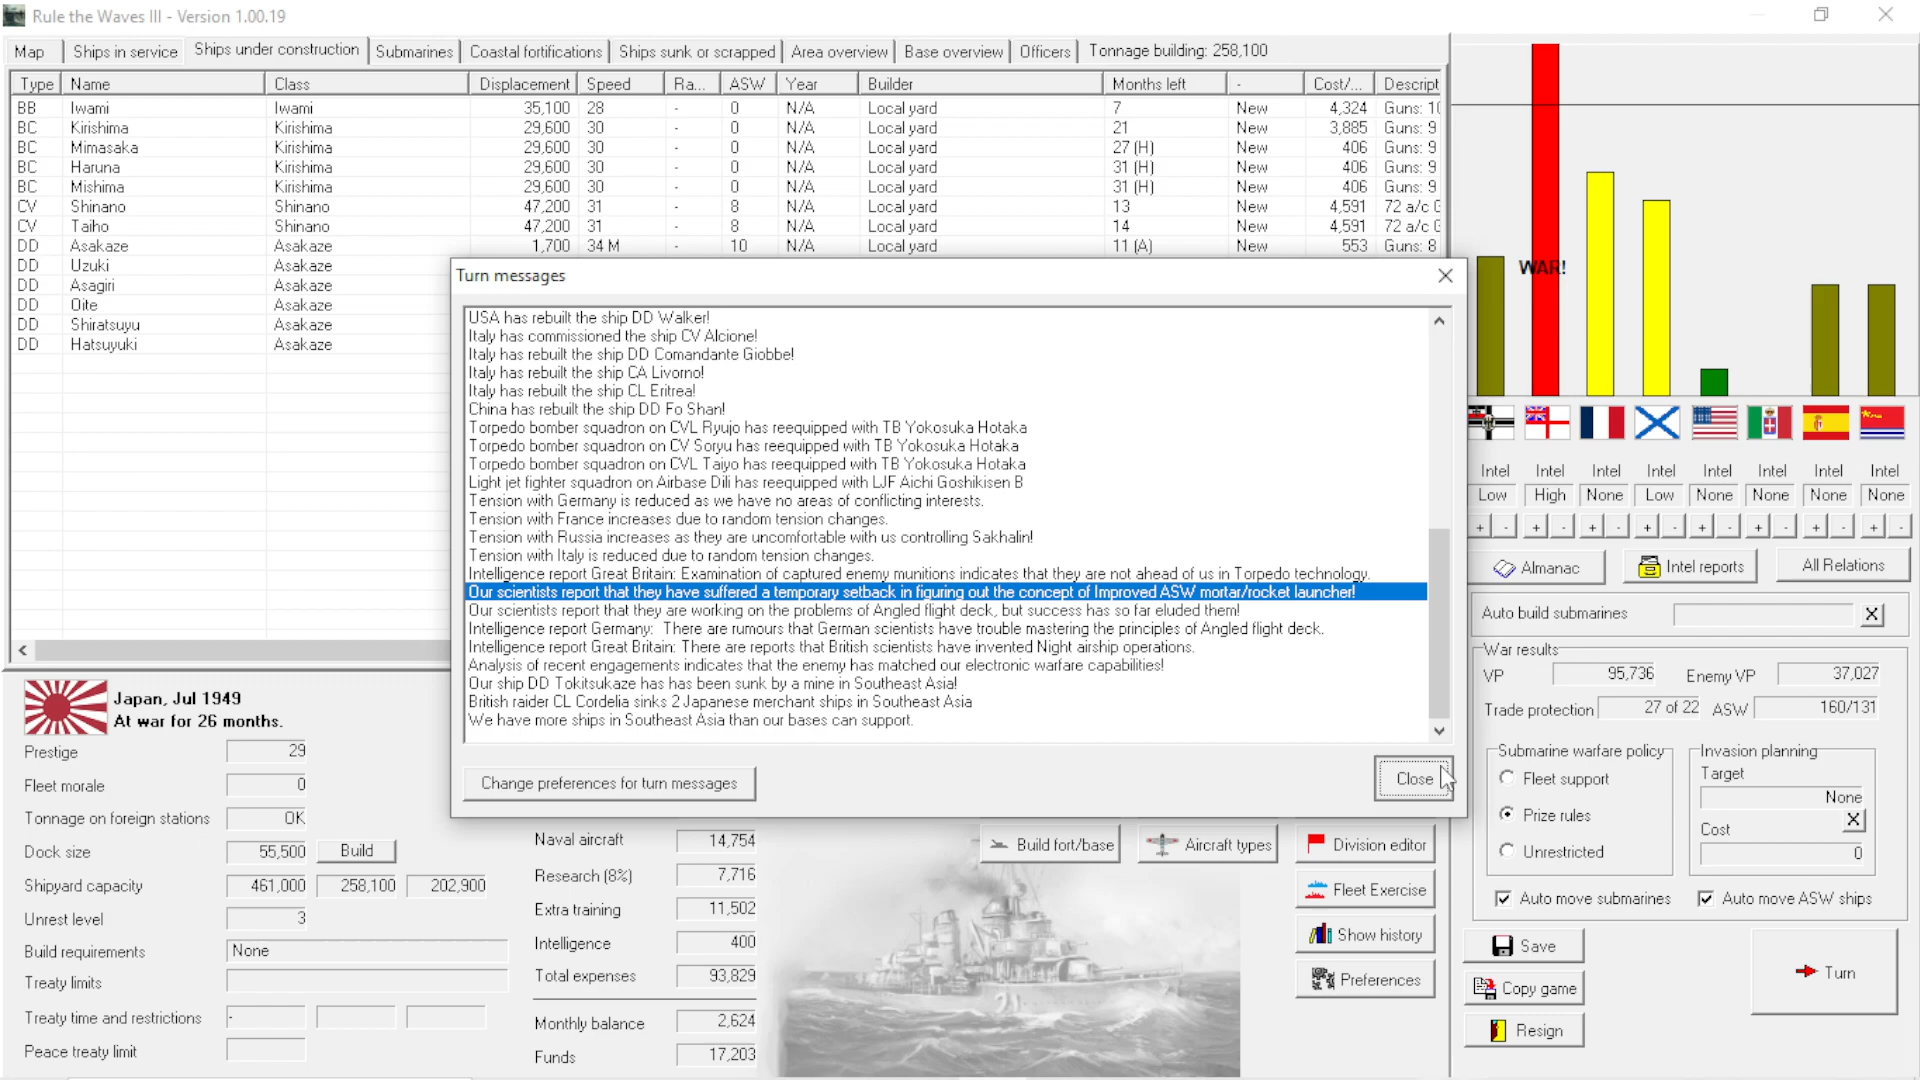 Rule the Waves III - Version 1.00.19
Map Ships in service Ships under construction Submarines Coastal fortifications Ships sunk or scrapped Area overview Base overview Officers Tonnage building: 258,100
Type Name Class Displacement Speed Ra... ASW Year Builder Months left - Cost/... Descript
BB Iwami Iwami 35,100 28 - 0 N/A Local yard 7 New 4,324 Guns: 10
BC Kirishima Kirishima 29,600 30 - 0 N/A Local yard 21 New 3,885 Guns: 9
BC Mimasaka Kirishima 29,600 30 - 0 N/A Local yard 27 (H) New 406 Guns: 9
BC Haruna Kirishima 29,600 30 - 0 N/A Local yard 31 (H) New 406 Guns: 9
BC Mishima Kirishima 29,600 30 - 0 N/A Local yard 31 (H) New 406 Guns: 9
CV Shinano Shinano 47,200 31 - 8 N/A Local yard 13 New 4,591 72 a/c G
CV Taiho Shinano 47,200 31 - 8 N/A Local yard 14 New 4,591 72 a/c G
DD Asakaze Asakaze 1,700 34 M - 10 N/A Local yard 11 (A) New 553 Guns: 8
DD Uzuki Asakaze
DD Asagiri Asakaze
DD Oite Asakaze
DD Shiratsuyu Asakaze
DD Hatsuyuki Asakaze
Turn messages
USA has rebuilt the ship DD Walker!
Italy has commissioned the ship CV Alcione!
Italy has rebuilt the ship DD Comandante Giobbe!
Italy has rebuilt the ship CA Livorno!
Italy has rebuilt the ship CL Eritrea!
China has rebuilt the ship DD Fo Shan!
Torpedo bomber squadron on CVL Ryujo has reequipped with TB Yokosuka Hotaka
Torpedo bomber squadron on CV Soryu has reequipped with TB Yokosuka Hotaka
Torpedo bomber squadron on CVL Taiyo has reequipped with TB Yokosuka Hotaka
Light jet fighter squadron on Airbase Dili has reequipped with LJF Aichi Goshikisen B
Tension with Germany is reduced as we have no areas of conflicting interests.
Tension with France increases due to random tension changes.
Tension with Russia increases as they are uncomfortable with us controlling Sakhalin!
Tension with Italy is reduced due to random tension changes.
Intelligence report Great Britain: Examination of captured enemy munitions indicates that they are not ahead of us in Torpedo technology.
Our scientists report that they have suffered a temporary setback in figuring out the concept of Improved ASW mortar/rocket launcher!
Our scientists report that they are working on the problems of Angled flight deck, but success has so far eluded them!
Intelligence report Germany: There are rumours that German scientists have trouble mastering the principles of Angled flight deck.
Intelligence report Great Britain: There are reports that British scientists have invented Night airship operations.
Analysis of recent engagements indicates that the enemy has matched our electronic warfare capabilities!
Our ship DD Tokitsukaze has has been sunk by a mine in Southeast Asia!
British raider CL Cordelia sinks 2 Japanese merchant ships in Southeast Asia
We have more ships in Southeast Asia than our bases can support.
Change preferences for turn messages
Close
WAR!
Intel Intel Intel Intel Intel Intel Intel Intel
Low High None Low None None None None
+ - + - + - + - + - + - + - + -
Almanac Intel reports All Relations
Auto build submarines X
War results
VP 95,736 Enemy VP 37,027
Trade protection 27 of 22 ASW 160/131
Submarine warfare policy
Fleet support
Prize rules
Unrestricted
Invasion planning
Target
None
Cost X
0
Auto move submarines Auto move ASW ships
Save
Copy game
Resign
Turn
Japan, Jul 1949
At war for 26 months.
Prestige 29
Fleet morale 0
Tonnage on foreign stations OK
Dock size 55,500 Build
Shipyard capacity 461,000 258,100 202,900
Unrest level 3
Build requirements None
Treaty limits
Treaty time and restrictions -
Peace treaty limit
Naval aircraft 14,754
Research (8%) 7,716
Extra training 11,502
Intelligence 400
Total expenses 93,829
Monthly balance 2,624
Funds 17,203
Build fort/base Aircraft types Division editor
Fleet Exercise
Show history
Preferences